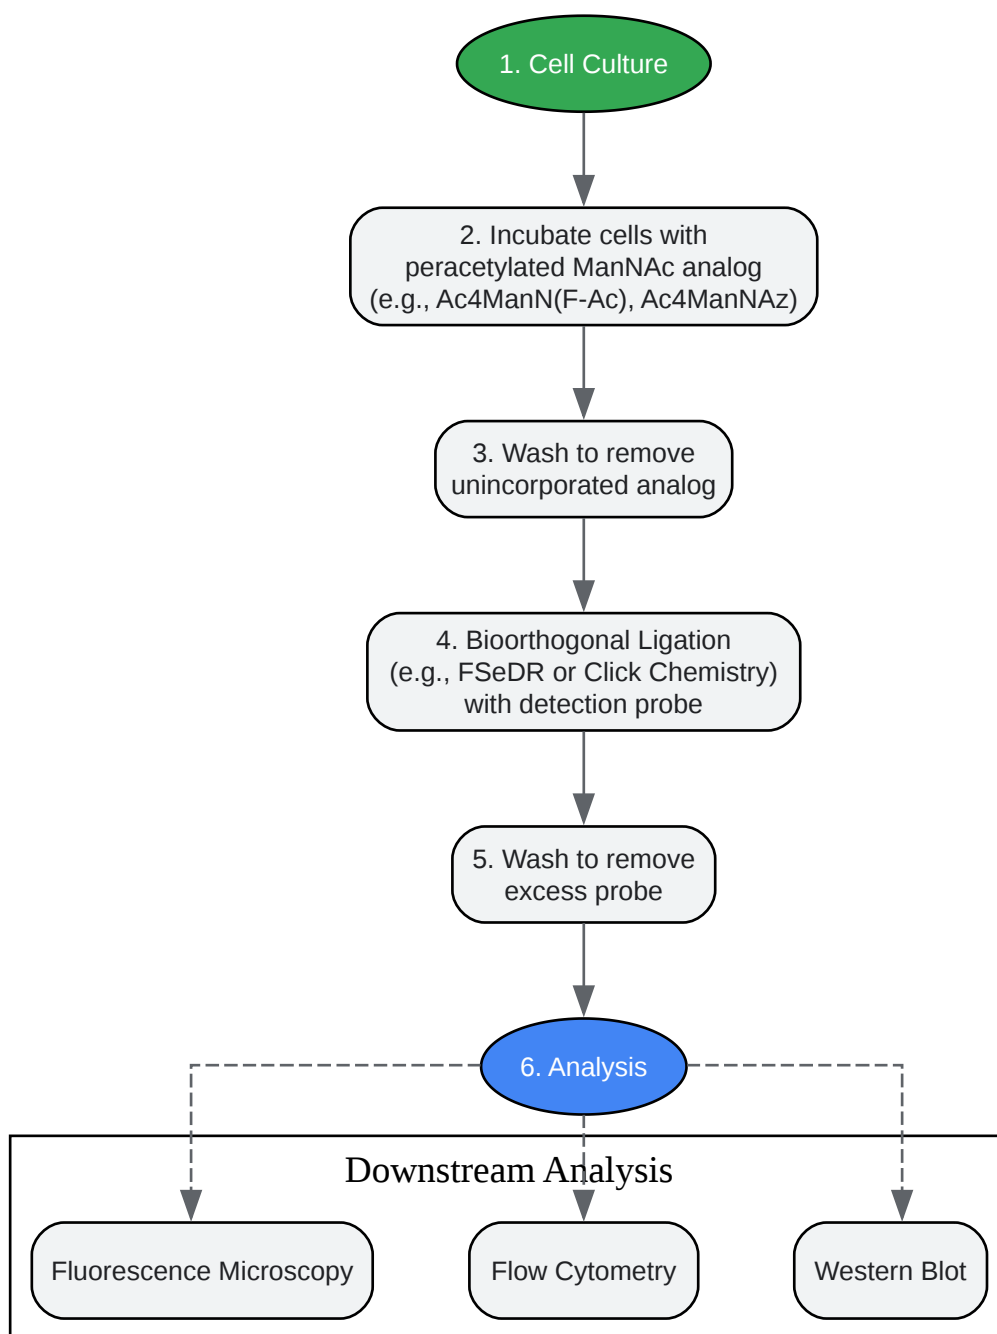 1. Cell Culture
2. Incubate cells with
peracetylated ManNAc analog
(e.g., Ac4ManN(F-Ac), Ac4ManNAz)
3. Wash to remove
unincorporated analog
4. Bioorthogonal Ligation
(e.g., FSeDR or Click Chemistry)
with detection probe
5. Wash to remove
excess probe
6. Analysis
Downstream Analysis
Fluorescence Microscopy
Flow Cytometry
Western Blot